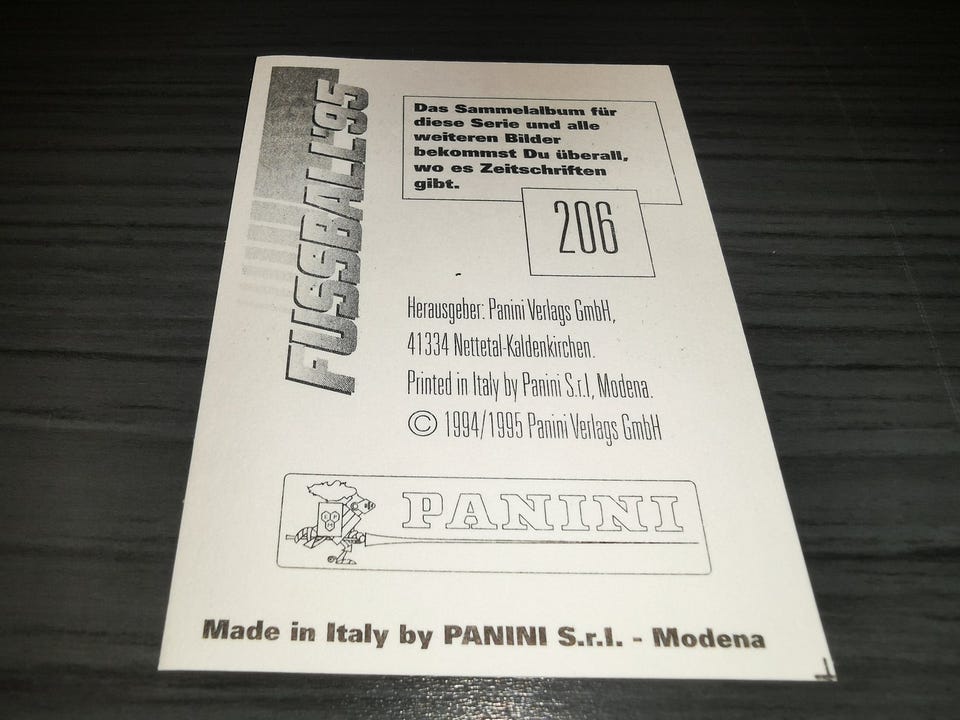 FUSSBALL'95
Das Sammelalbum für
diese Serie und alle
weiteren Bilder
bekommst Du überall,
wo es Zeitschriften
gibt.
206
Herausgeber: Panini Verlags GmbH,
41334 Nettetal-Kaldenkirchen.
Printed in Italy by Panini S.r.l, Modena.
© 1994/1995 Panini Verlags GmbH
PANINI
Made in Italy by PANINI S.r.l. - Modena